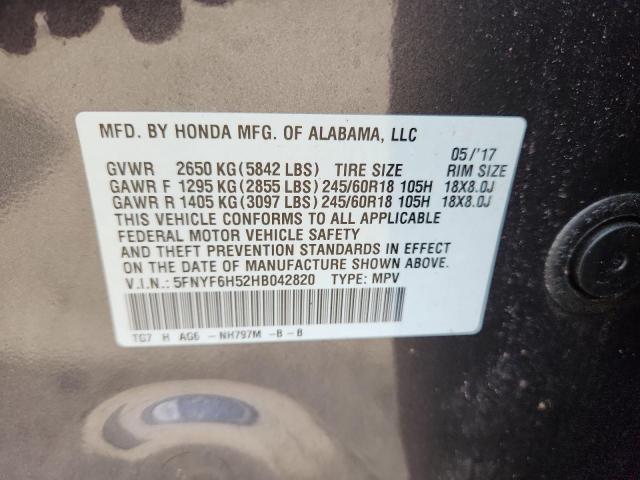 MFD. BY HONDA MFG. OF ALABAMA, LLC
05/'17
GVWR 2650 KG(5842 LBS) TIRE SIZE RIM SIZE
GAWR F 1295 KG(2855 LBS)245/60R18 105H 18X8.0J
GAWR R 1405 KG(3097 LBS)245/60R18 105H 18X8.0J
THIS VEHICLE CONFORMS TO ALL APPLICABLE
FEDERAL MOTOR VEHICLE SAFETY
AND THEFT PREVENTION STANDARDS IN EFFECT
ON THE DATE OF MANUFACTURE SHOWN ABOVE.
V.I.N.: 5FNYF6H52HB042820 TYPE: MPV
TG7 H AG6 -NH797M -B-B